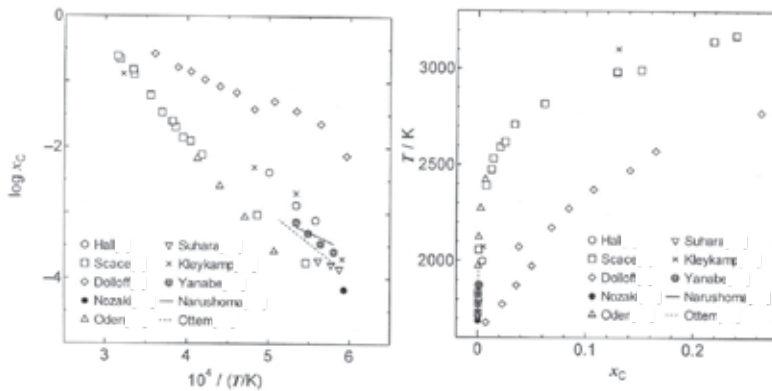 0
−2
−4
log xC
○ Hall
□ Scace
◇ Dolloff
● Nozaki
△ Oden
▽ Suhara
× Kleykamp
Yanabe
— Narushoma
Ottem
3 4 5 6
10⁴ / (T/K)
3000
2500
2000
T / K
○ Hall
□ Scace
◇ Dolloff
● Nozaki
△ Oden
▽ Suhara
× Kleykamp
Yanabe
— Narushoma
Ottem
0 0.1 0.2
xC